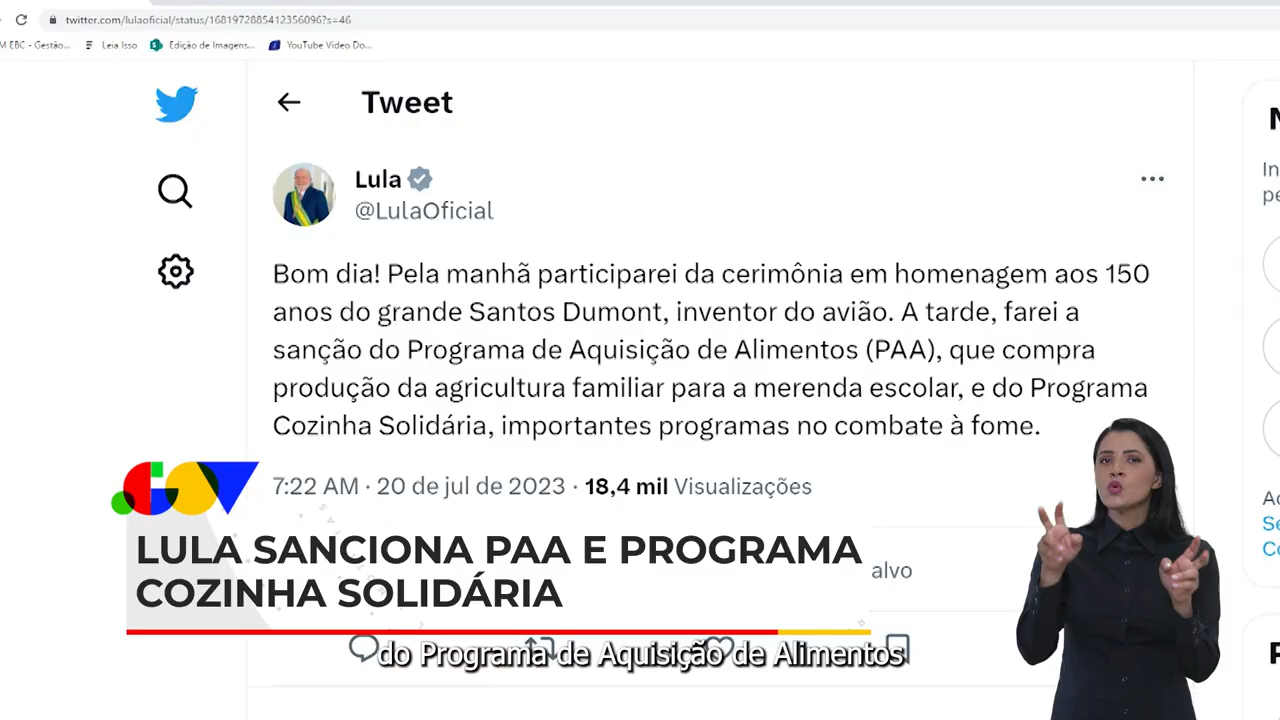 twitter.com/lulaoficial/status/1681972885412356096?s=46
M EBC - Gestão... Leia Isso Edição de Imagens... YouTube Video Do...
Tweet
Lula
@LulaOficial
Bom dia! Pela manhã participarei da cerimônia em homenagem aos 150
anos do grande Santos Dumont, inventor do avião. A tarde, farei a
sanção do Programa de Aquisição de Alimentos (PAA), que compra
produção da agricultura familiar para a merenda escolar, e do Programa
Cozinha Solidária, importantes programas no combate à fome.
7:22 AM · 20 de jul de 2023 · 18,4 mil Visualizações
GOV
LULA SANCIONA PAA E PROGRAMA
COZINHA SOLIDÁRIA
alvo
do Programa de Aquisição de Alimentos